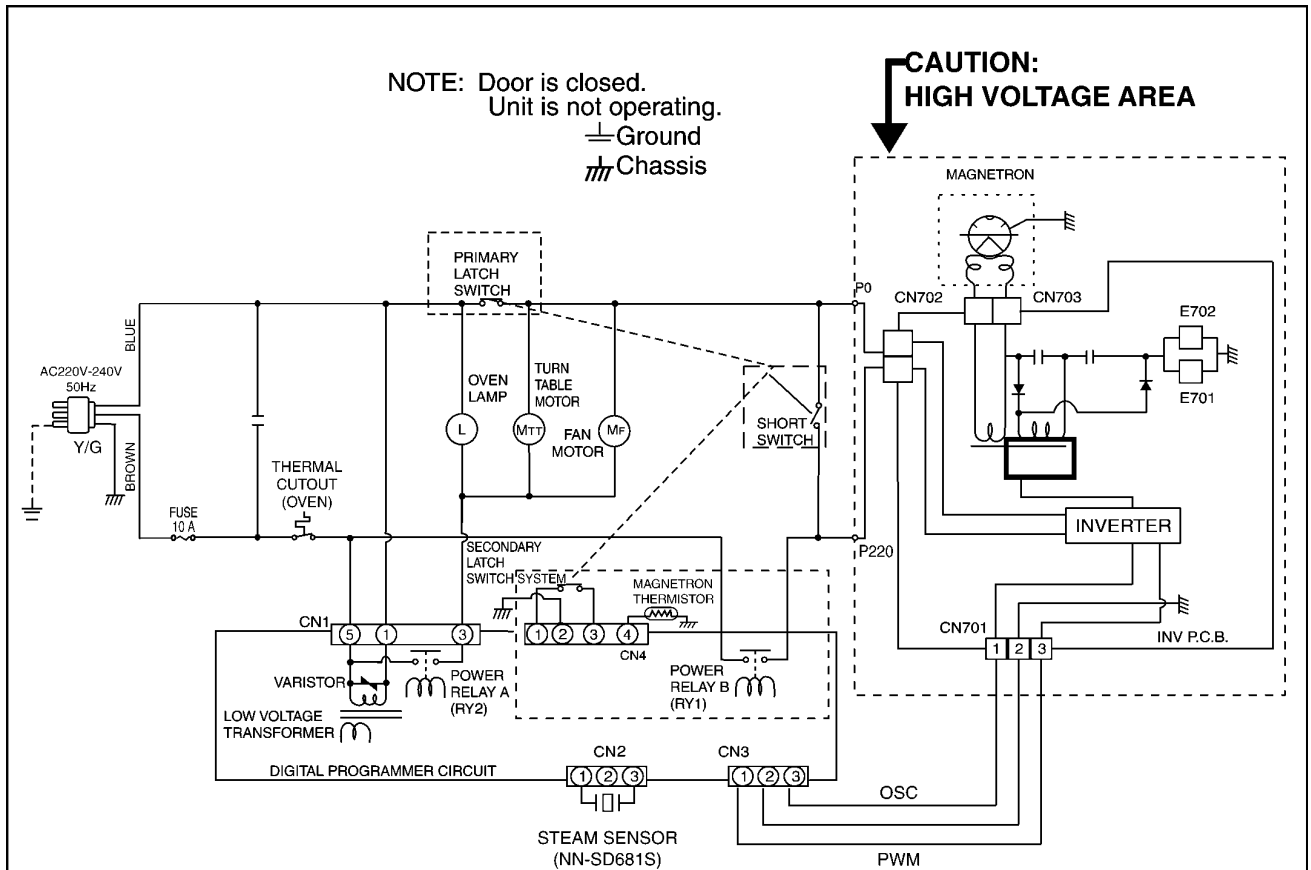 NOTE: Door is closed.
Unit is not operating.
Ground
Chassis
CAUTION:
HIGH VOLTAGE AREA
MAGNETRON
PRIMARY
LATCH
SWITCH
P0
CN702
CN703
E702
E701
BLUE
AC220V-240V
50Hz
Y/G
BROWN
OVEN
LAMP
L
TURN
TABLE
MOTOR
MTT
FAN
MOTOR
MF
SHORT
SWITCH
THERMAL
CUTOUT
(OVEN)
FUSE
10 A
INVERTER
P220
SECONDARY
LATCH
SWITCH SYSTEM
MAGNETRON
THERMISTOR
CN1
5 1 3
1 2 3 4
CN4
CN701
1 2 3
INV P.C.B.
VARISTOR
POWER
RELAY A
(RY2)
POWER
RELAY B
(RY1)
LOW VOLTAGE
TRANSFORMER
DIGITAL PROGRAMMER CIRCUIT
CN2
1 2 3
CN3
1 2 3
OSC
STEAM SENSOR
(NN-SD681S)
PWM